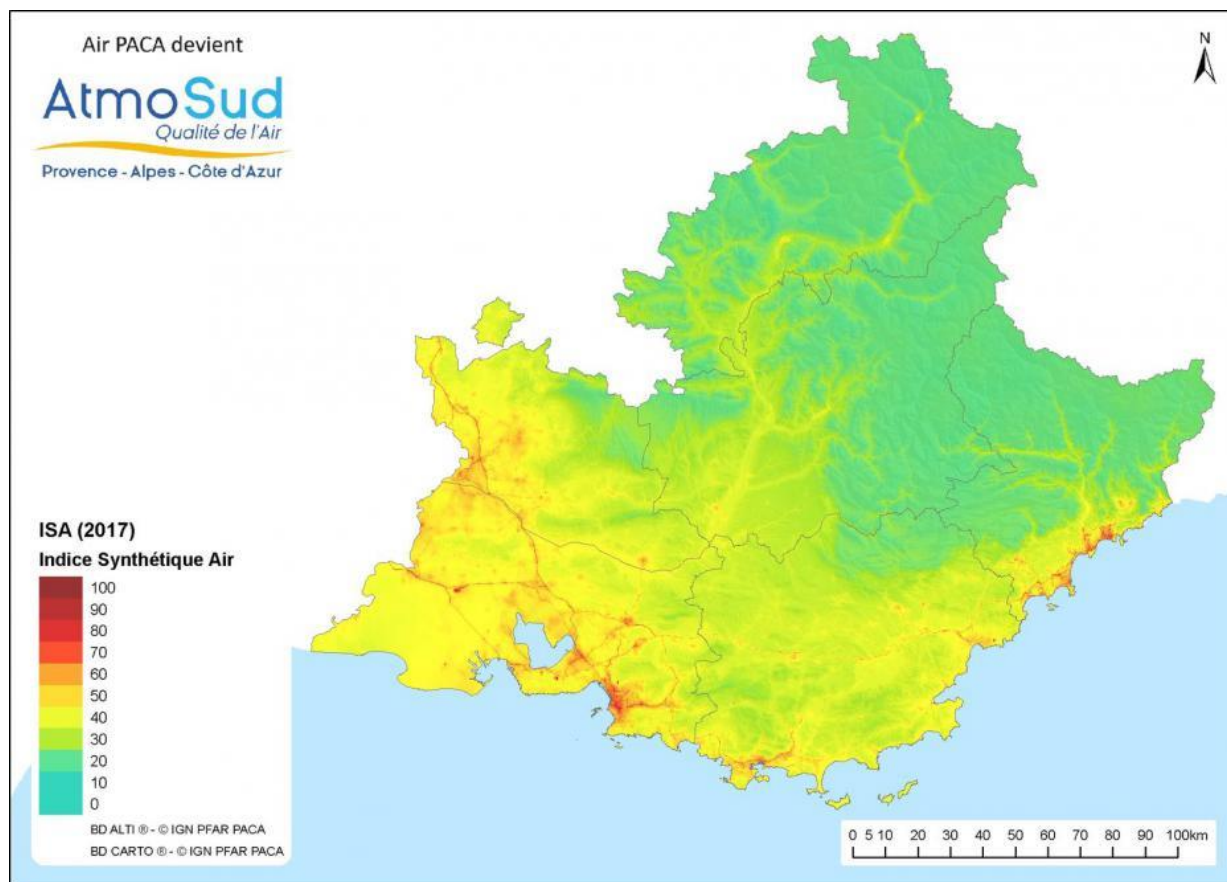 Air PACA devient
AtmoSud
Qualité de l'Air
Provence - Alpes - Côte d'Azur
N
ISA (2017)
Indice Synthétique Air
100
90
80
70
60
50
40
30
20
10
0
BD ALTI ® - © IGN PFAR PACA
BD CARTO ® - © IGN PFAR PACA
0 5 10 20 30 40 50 60 70 80 90 100km